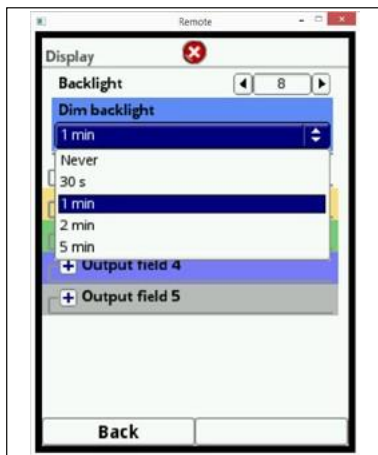 Remote
Display
Backlight
8
Dim backlight
1 min
Never
30 s
1 min
2 min
5 min
Output field 4
Output field 5
Back